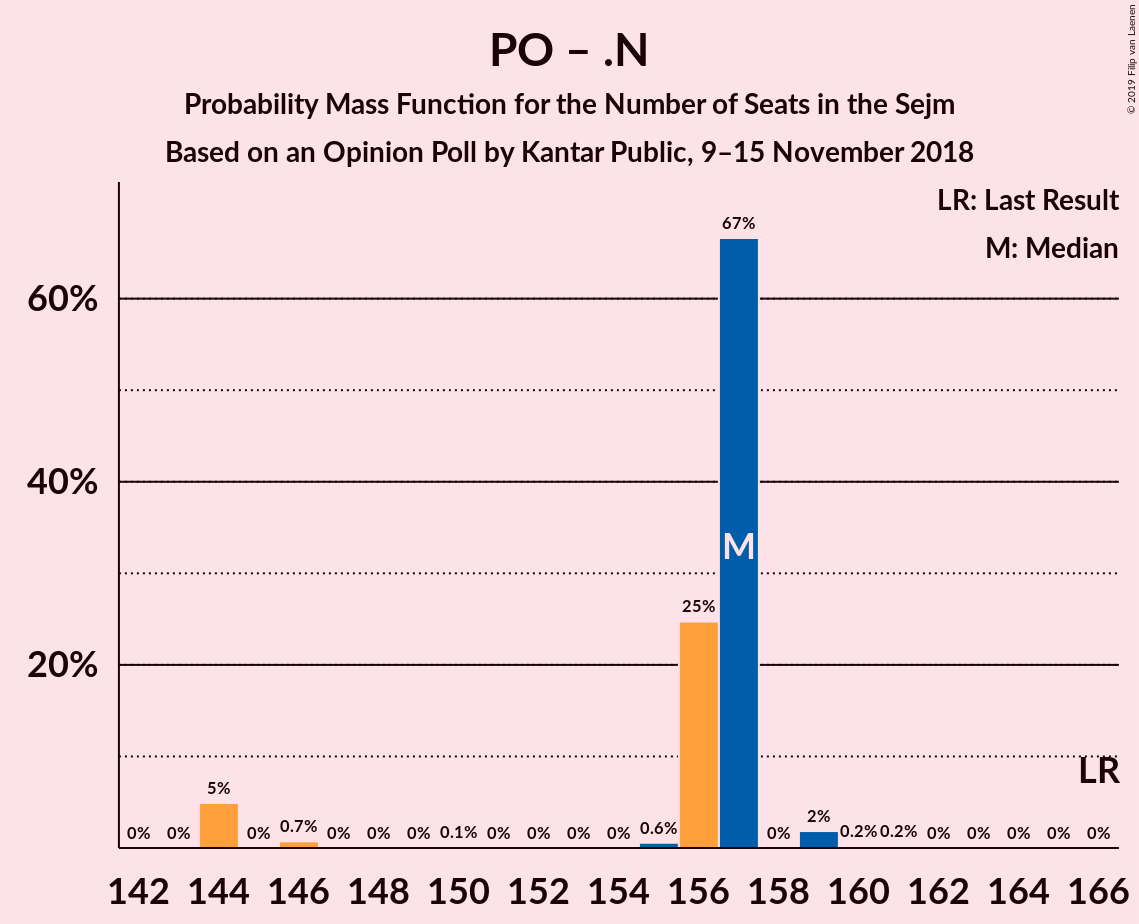 PO – .N
Probability Mass Function for the Number of Seats in the Sejm
Based on an Opinion Poll by Kantar Public, 9–15 November 2018
© 2019 Filip van Laenen
LR: Last Result
M: Median
67%
60%
40%
M
25%
20%
LR
5%
2%
0% 0% 0% 0.7% 0% 0% 0% 0.1% 0% 0% 0% 0% 0.6% 0% 0.2% 0.2% 0% 0% 0% 0% 0%
142 144 146 148 150 152 154 156 158 160 162 164 166